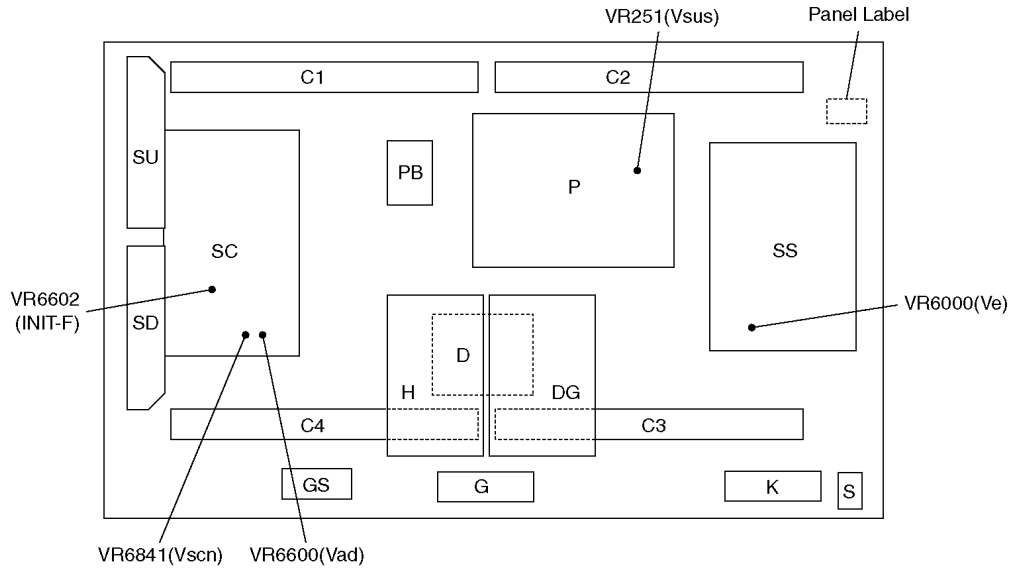 VR251(Vsus)
Panel Label
C1
C2
SU
PB
P
SC
SS
VR6602
(INIT-F)
SD
VR6000(Ve)
D
H
DG
C4
C3
GS
G
K
S
VR6841(Vscn)
VR6600(Vad)